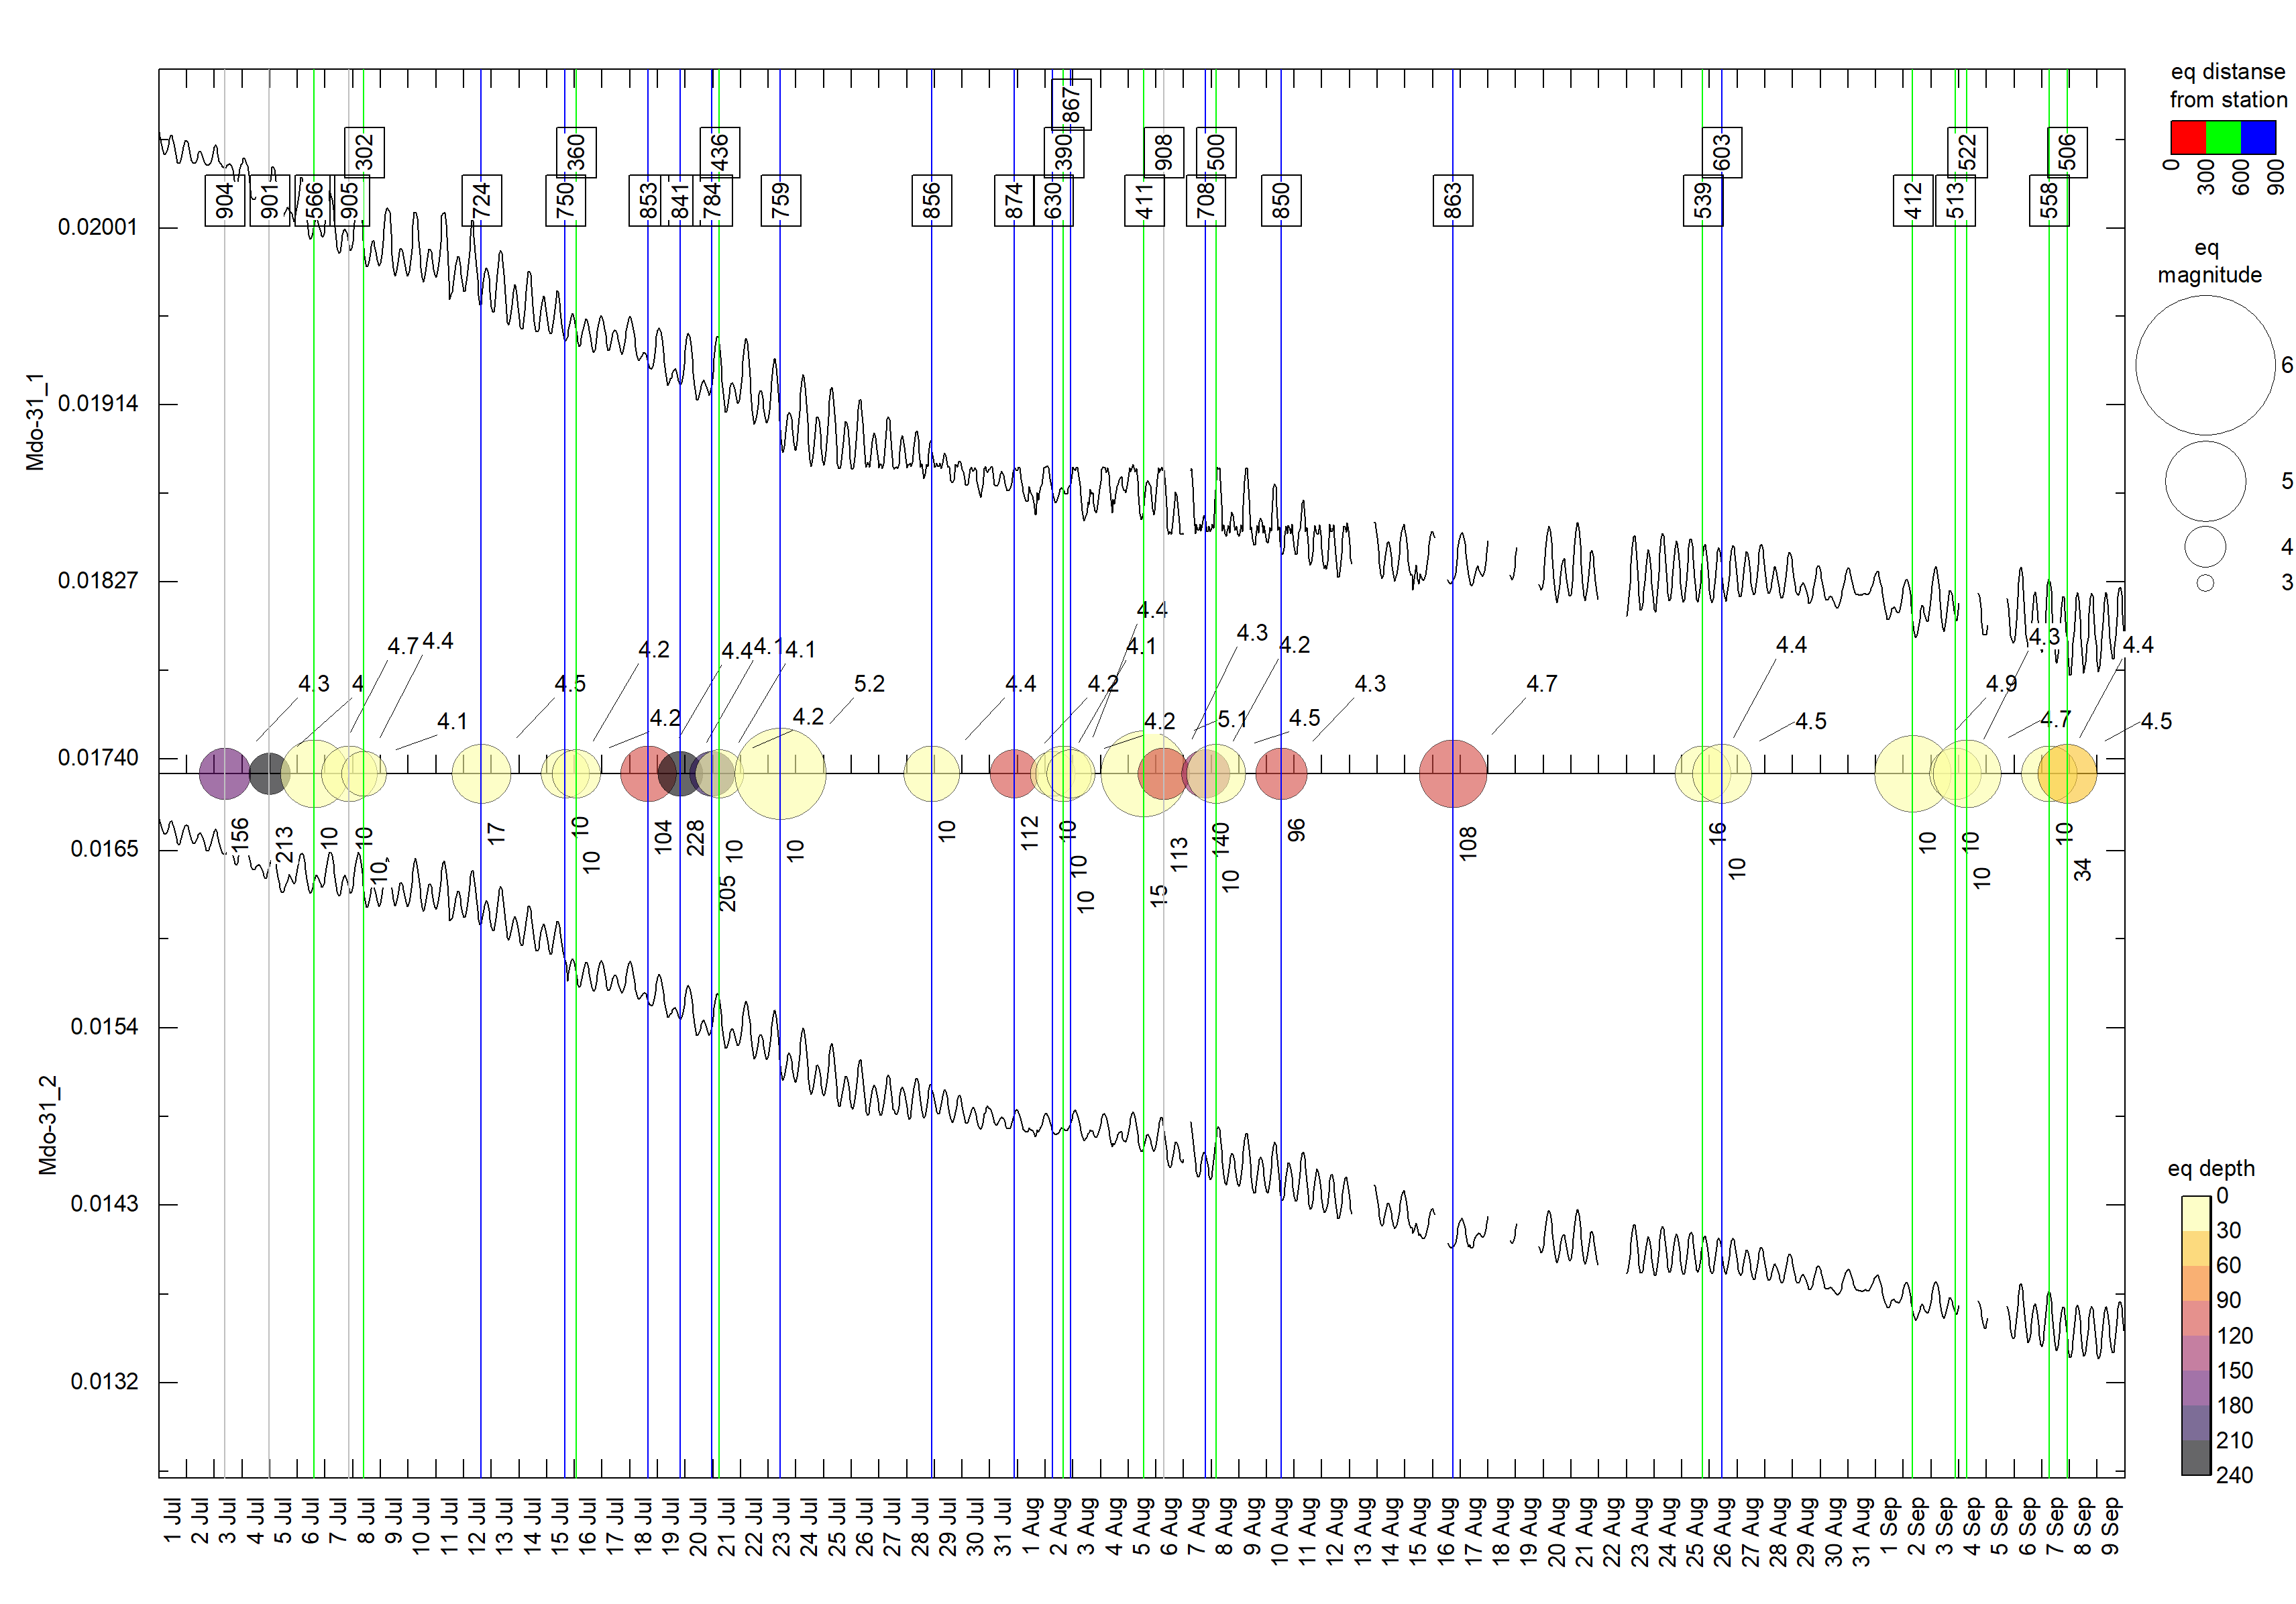 eq distanse
from station
0
300
600
900
eq
magnitude
6
5
4
3
867
302
360
436
390
908
500
603
522
506
904
901
566
905
724
750
853
841
784
759
856
874
630
411
708
850
863
539
412
513
558
Mdo-31_1
0.02001
0.01914
0.01827
0.01740
4.3
4
4.7
4.4
4.1
4.5
4.2
4.2
4.4
4.1
4.1
4.2
5.2
4.4
4.2
4.1
4.4
4.2
5.1
4.3
4.2
4.5
4.3
4.7
4.4
4.5
4.9
4.3
4.7
4.4
4.5
156
213
10
10
10
17
10
10
104
228
205
10
10
10
112
10
10
10
15
113
140
10
96
108
16
10
10
10
10
10
34
Mdo-31_2
0.0165
0.0154
0.0143
0.0132
eq depth
0
30
60
90
120
150
180
210
240
1 Jul
2 Jul
3 Jul
4 Jul
5 Jul
6 Jul
7 Jul
8 Jul
9 Jul
10 Jul
11 Jul
12 Jul
13 Jul
14 Jul
15 Jul
16 Jul
17 Jul
18 Jul
19 Jul
20 Jul
21 Jul
22 Jul
23 Jul
24 Jul
25 Jul
26 Jul
27 Jul
28 Jul
29 Jul
30 Jul
31 Jul
1 Aug
2 Aug
3 Aug
4 Aug
5 Aug
6 Aug
7 Aug
8 Aug
9 Aug
10 Aug
11 Aug
12 Aug
13 Aug
14 Aug
15 Aug
16 Aug
17 Aug
18 Aug
19 Aug
20 Aug
21 Aug
22 Aug
23 Aug
24 Aug
25 Aug
26 Aug
27 Aug
28 Aug
29 Aug
30 Aug
31 Aug
1 Sep
2 Sep
3 Sep
4 Sep
5 Sep
6 Sep
7 Sep
8 Sep
9 Sep